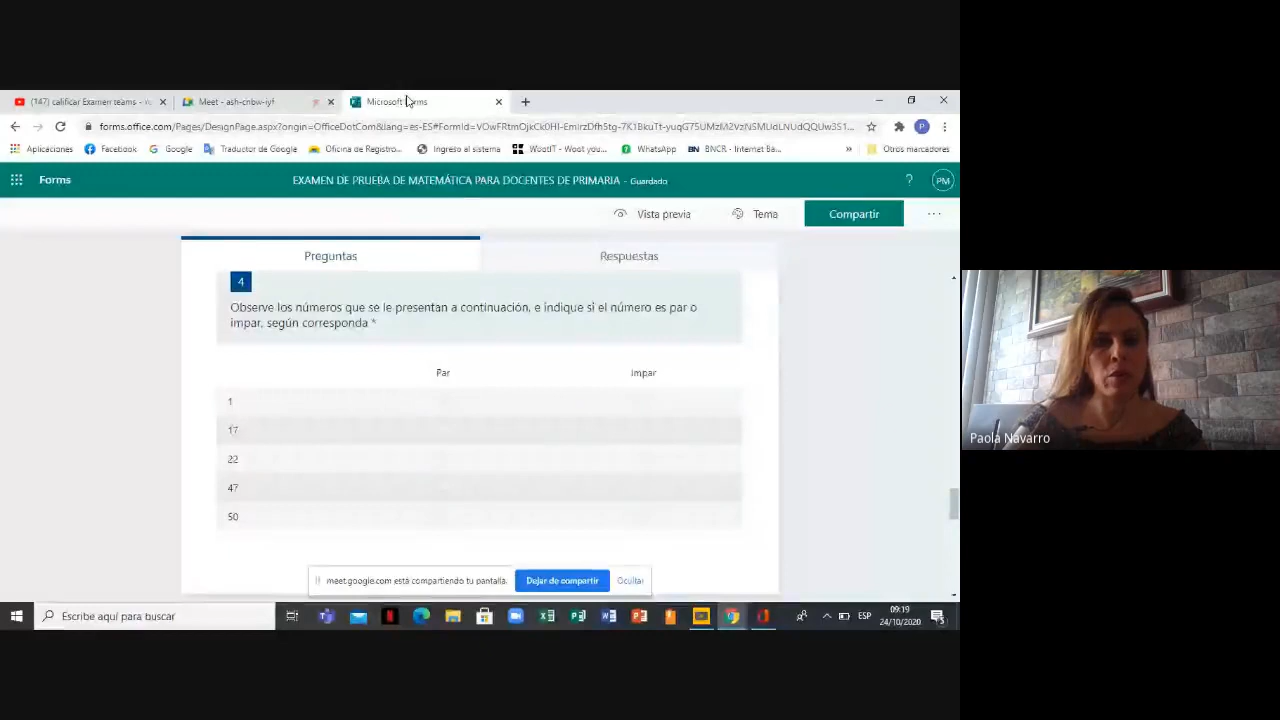 (147) calificar Examen teams - Yo
Meet - ash-cnbw-iyf
Microsoft Forms
Aplicaciones
Facebook
Google
Traductor de Google
Oficina de Registro...
Ingreso al sistema
WootIT - Woot you...
WhatsApp
BNCR - Internet Ba...
»
Otros marcadores
Forms
EXAMEN DE PRUEBA DE MATEMÁTICA PARA DOCENTES DE PRIMARIA - Guardado
?
PM
Vista previa
Tema
Compartir
...
Preguntas
Respuestas
4
Observe los números que se le presentan a continuación, e indique si el número es par o
impar, según corresponda *
Par
Impar
1
17
22
47
50
Paola Navarro
meet.google.com está compartiendo tu pantalla.
Dejar de compartir
Ocultar
Escribe aquí para buscar
ESP
09:19
24/10/2020